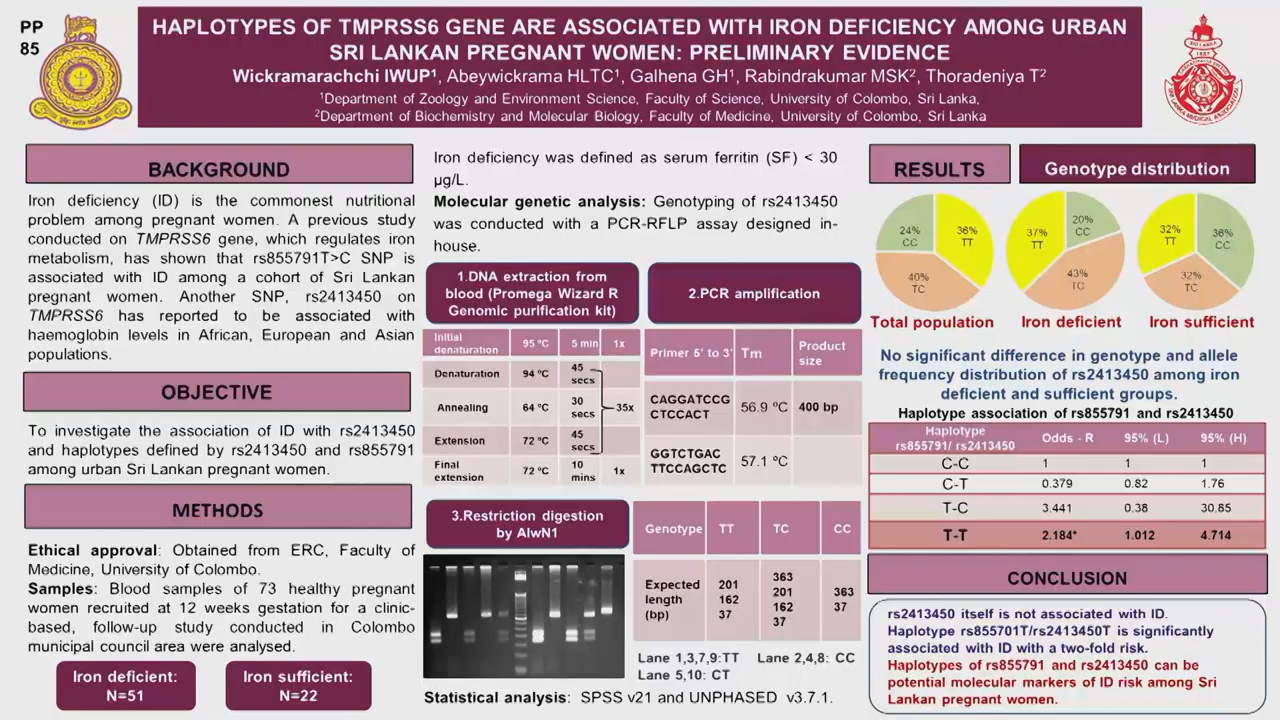 PP
85
HAPLOTYPES OF TMPRSS6 GENE ARE ASSOCIATED WITH IRON DEFICIENCY AMONG URBAN
SRI LANKAN PREGNANT WOMEN: PRELIMINARY EVIDENCE
Wickramarachchi IWUP¹, Abeywickrama HLTC¹, Galhena GH¹, Rabindrakumar MSK², Thoradeniya T²
¹Department of Zoology and Environment Science, Faculty of Science, University of Colombo, Sri Lanka,
²Department of Biochemistry and Molecular Biology, Faculty of Medicine, University of Colombo, Sri Lanka
BACKGROUND
Iron deficiency (ID) is the commonest nutritional
problem among pregnant women. A previous study
conducted on TMPRSS6 gene, which regulates iron
metabolism, has shown that rs855791T>C SNP is
associated with ID among a cohort of Sri Lankan
pregnant women. Another SNP, rs2413450 on
TMPRSS6 has reported to be associated with
haemoglobin levels in African, European and Asian
populations.
OBJECTIVE
To investigate the association of ID with rs2413450
and haplotypes defined by rs2413450 and rs855791
among urban Sri Lankan pregnant women.
METHODS
Ethical approval: Obtained from ERC, Faculty of
Medicine, University of Colombo.
Samples: Blood samples of 73 healthy pregnant
women recruited at 12 weeks gestation for a clinic-
based, follow-up study conducted in Colombo
municipal council area were analysed.
Iron deficient:
N=51
Iron sufficient:
N=22
Iron deficiency was defined as serum ferritin (SF) < 30
µg/L.
Molecular genetic analysis: Genotyping of rs2413450
was conducted with a PCR-RFLP assay designed in-
house.
1.DNA extraction from
blood (Promega Wizard R
Genomic purification kit)
Initial denaturation 95 ºC 5 min 1x
Denaturation 94 ºC 45 secs
Annealing 64 ºC 30 secs 35x
Extension 72 ºC 45 secs
Final extension 72 ºC 10 mins 1x
2.PCR amplification
Primer 5' to 3' Tm Product size
CAGGATCCG CTCCACT 56.9 ºC 400 bp
GGTCTGAC TTCCAGCTC 57.1 ºC
3.Restriction digestion
by AlwN1
Genotype TT TC CC
Expected length (bp) 201 162 37 363 201 162 37 363 37
Lane 1,3,7,9:TT Lane 2,4,8: CC
Lane 5,10: CT
Statistical analysis: SPSS v21 and UNPHASED v3.7.1.
RESULTS
Genotype distribution
24% CC 36% TT 40% TC
Total population
37% TT 20% CC 43% TC
Iron deficient
32% TT 36% CC 32% TC
Iron sufficient
No significant difference in genotype and allele
frequency distribution of rs2413450 among iron
deficient and sufficient groups.
Haplotype association of rs855791 and rs2413450
Haplotype rs855791/ rs2413450 Odds - R 95% (L) 95% (H)
C-C 1 1 1
C-T 0.379 0.82 1.76
T-C 3.441 0.38 30.85
T-T 2.184* 1.012 4.714
CONCLUSION
rs2413450 itself is not associated with ID.
Haplotype rs855701T/rs2413450T is significantly
associated with ID with a two-fold risk.
Haplotypes of rs855791 and rs2413450 can be
potential molecular markers of ID risk among Sri
Lankan pregnant women.